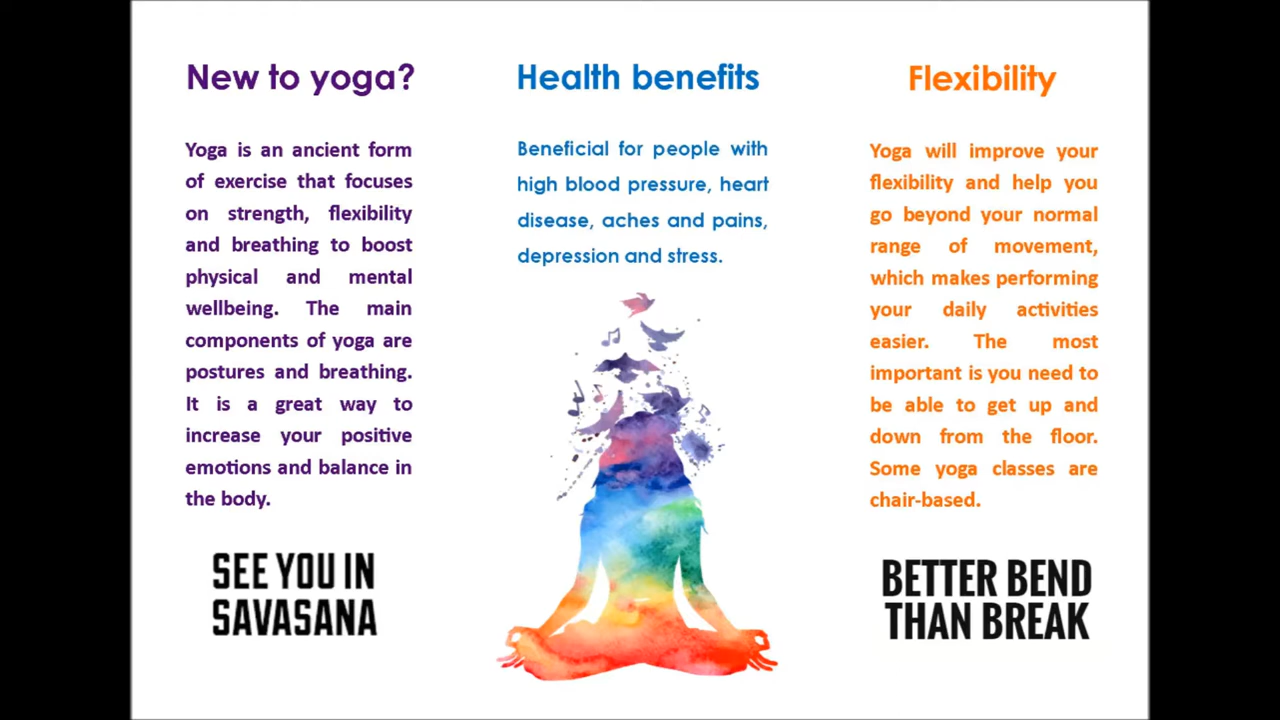 New to yoga?
Yoga is an ancient form
of exercise that focuses
on strength, flexibility
and breathing to boost
physical and mental
wellbeing. The main
components of yoga are
postures and breathing.
It is a great way to
increase your positive
emotions and balance in
the body.
SEE YOU IN
SAVASANA
Health benefits
Beneficial for people with
high blood pressure, heart
disease, aches and pains,
depression and stress.
Flexibility
Yoga will improve your
flexibility and help you
go beyond your normal
range of movement,
which makes performing
your daily activities
easier. The most
important is you need to
be able to get up and
down from the floor.
Some yoga classes are
chair-based.
BETTER BEND
THAN BREAK